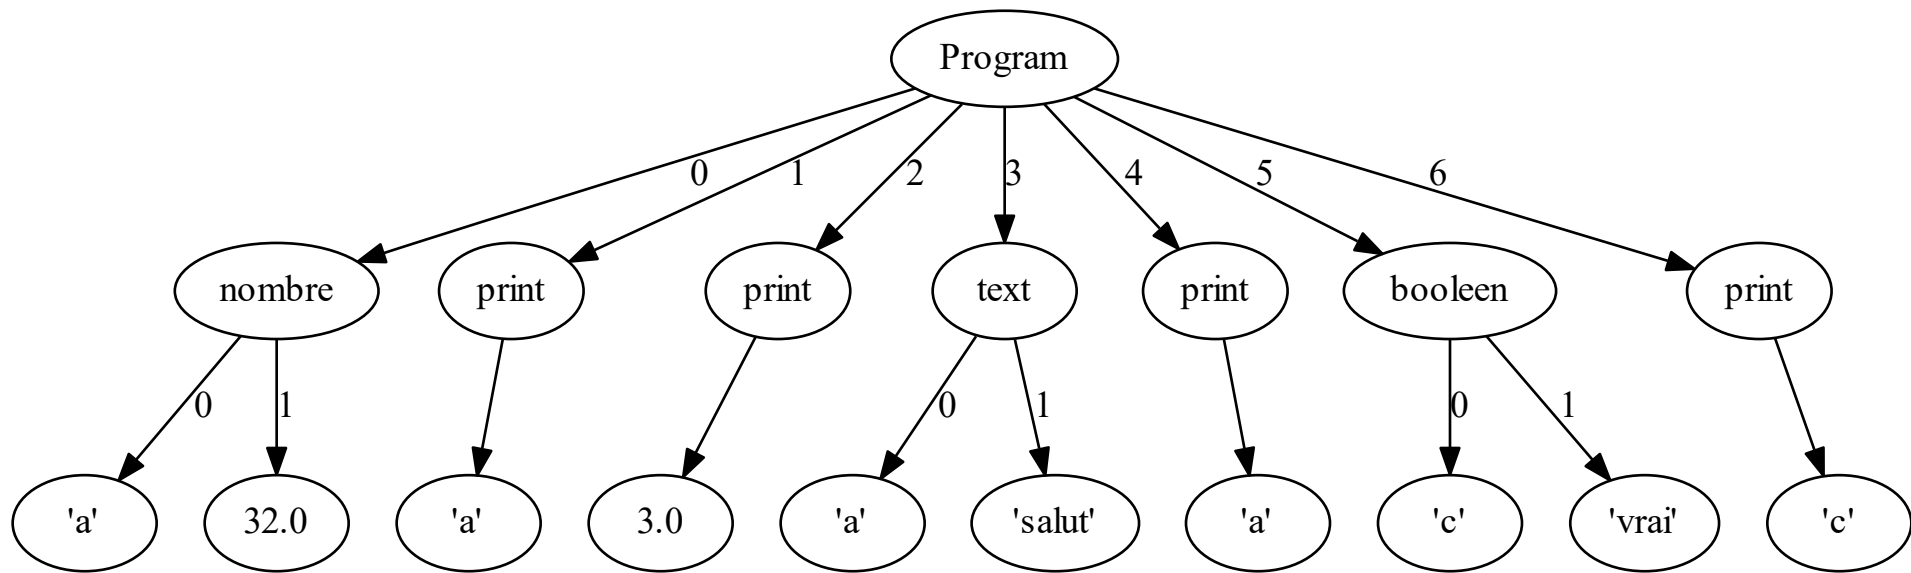 Program
0 1 2 3 4 5 6
nombre print print text print booleen print
0 1 0 1 0 1
'a' 32.0 'a' 3.0 'a' 'salut' 'a' 'c' 'vrai' 'c'